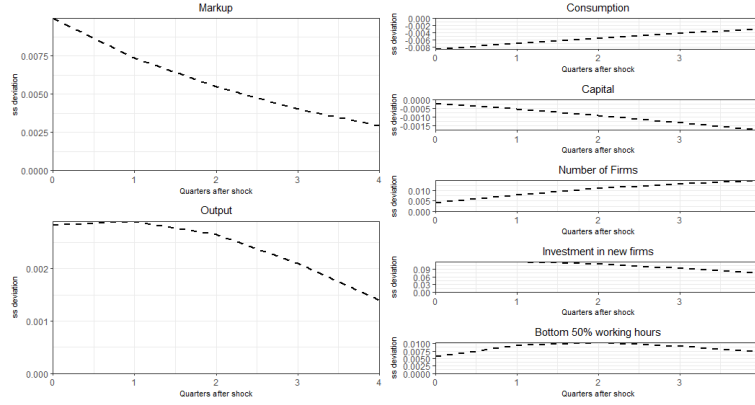 Markup
ss deviation
0.0075
0.0050
0.0025
0.0000
0 1 2 3 4
Quarters after shock
Output
ss deviation
0.002
0.001
0.000
0 1 2 3 4
Quarters after shock
Consumption
ss deviation
0.000
-0.002
-0.004
-0.006
-0.008
0 1 2 3
Quarters after shock
Capital
ss deviation
0.0000
-0.0005
-0.0010
-0.0015
0 1 2 3
Quarters after shock
Number of Firms
ss deviation
0.010
0.005
0.000
0 1 2 3
Quarters after shock
Investment in new firms
ss deviation
0.09
0.06
0.03
0.00
0 1 2 3
Quarters after shock
Bottom 50% working hours
ss deviation
0.0100
0.0075
0.0050
0.0025
0.0000
0 1 2 3
Quarters after shock